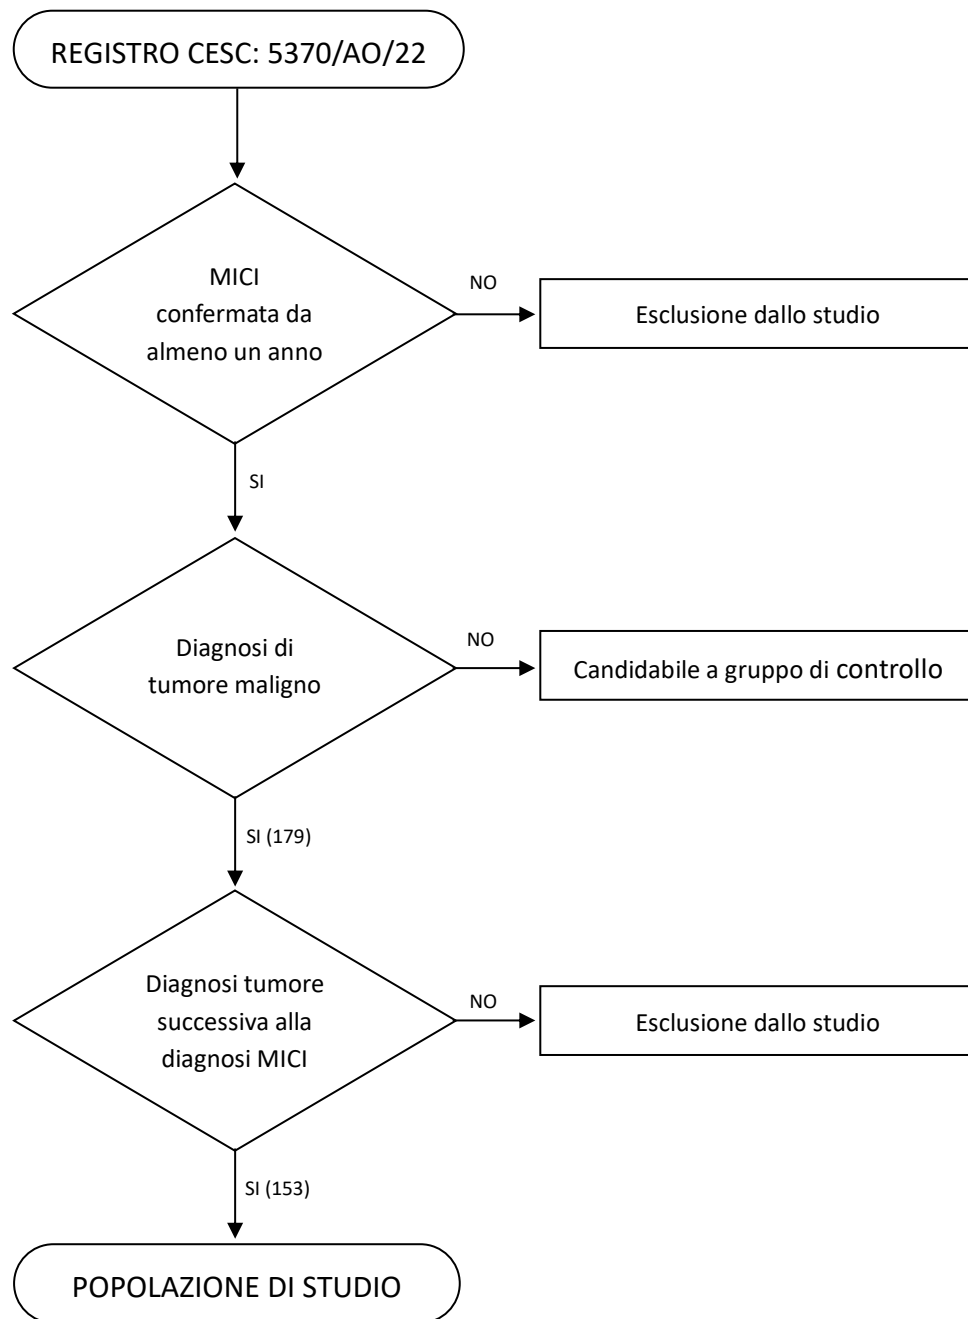 REGISTRO CESC: 5370/AO/22
MICI
confermata da
almeno un anno
NO
Esclusione dallo studio
SI
Diagnosi di
tumore maligno
NO
Candidabile a gruppo di controllo
SI (179)
Diagnosi tumore
successiva alla
diagnosi MICI
NO
Esclusione dallo studio
SI (153)
POPOLAZIONE DI STUDIO